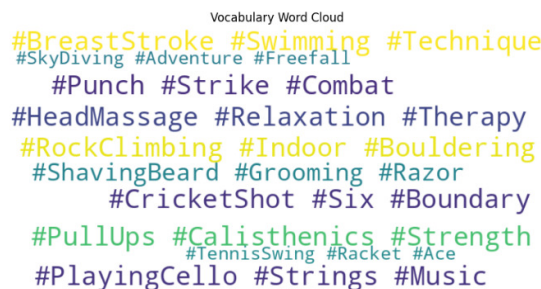 Vocabulary Word Cloud
#BreastStroke #Swimming #Technique
#SkyDiving #Adventure #Freefall
#Punch #Strike #Combat
#HeadMassage #Relaxation #Therapy
#RockClimbing #Indoor #Bouldering
#ShavingBeard #Grooming #Razor
#CricketShot #Six #Boundary
#PullUps #Calisthenics #Strength
#TennisSwing #Racket #Ace
#PlayingCello #Strings #Music